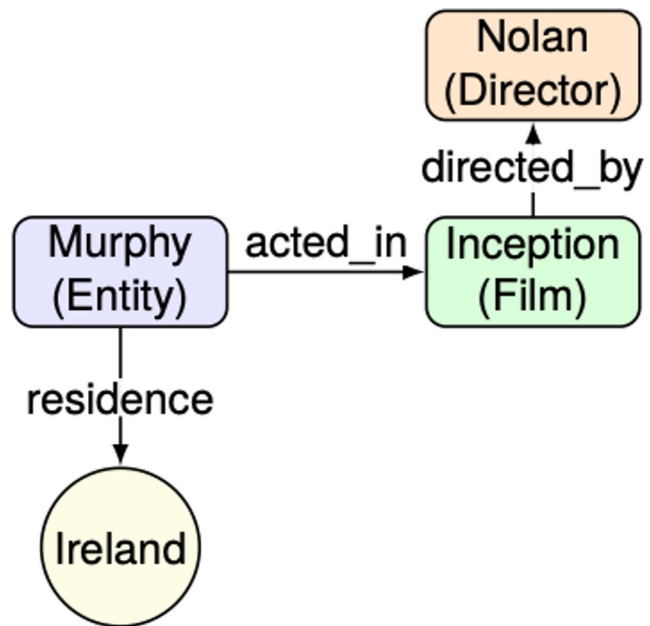 Nolan
(Director)
directed_by
Murphy
(Entity)
acted_in
Inception
(Film)
residence
Ireland